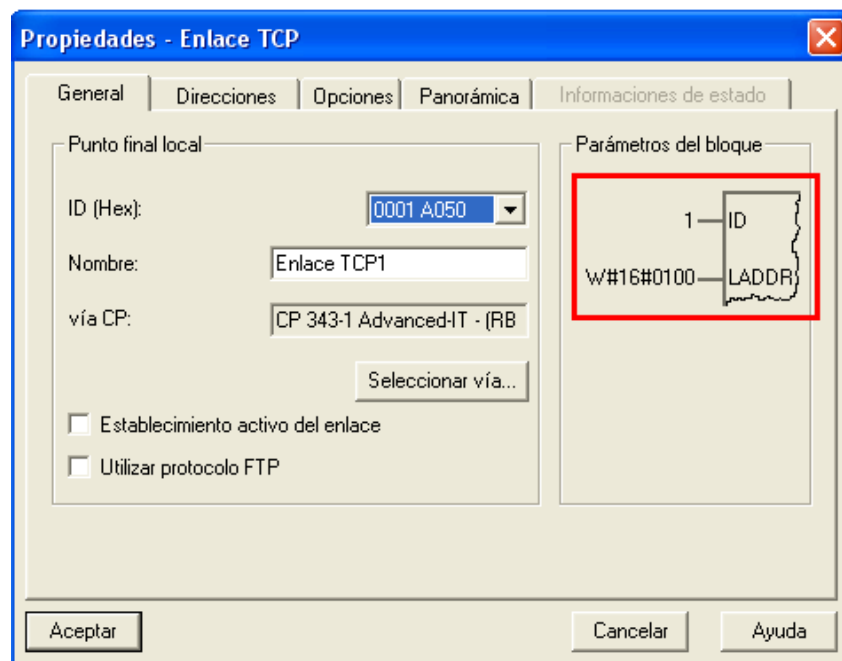 Propiedades - Enlace TCP
General Direcciones Opciones Panorámica Informaciones de estado
Punto final local
ID (Hex): 0001 A050
Nombre: Enlace TCP1
vía CP: CP 343-1 Advanced-IT - (RB
Seleccionar vía...
Establecimiento activo del enlace
Utilizar protocolo FTP
Parámetros del bloque
1 ID
W#16#0100 LADDR
Aceptar Cancelar Ayuda